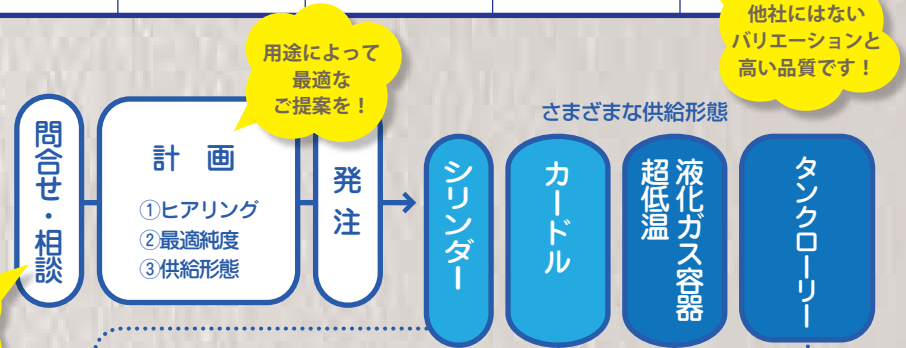 他社にはない
バリエーションと
高い品質です！
用途によって
最適な
ご提案を！
さまざまな供給形態
問合せ・相談
計画
①ヒアリング
②最適純度
③供給形態
発注
シリンダー
カードル
液化ガス容器
超低温
タンクローリー